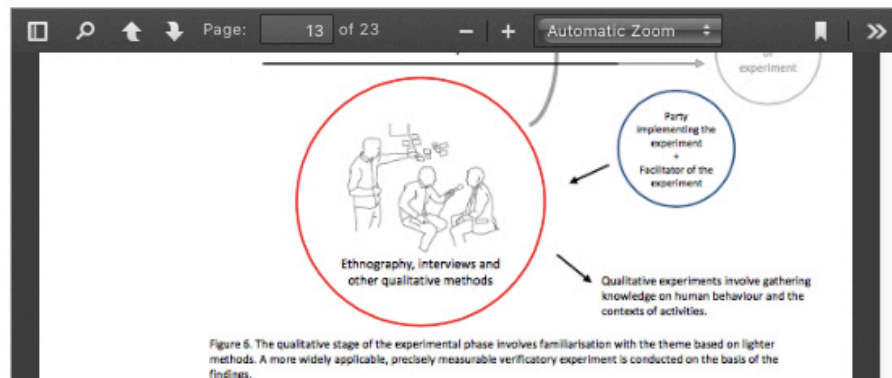 Page: 13 of 23 Automatic Zoom
experiment
Party
implementing the
experiment
+
Facilitator of the
experiment
Ethnography, interviews and
other qualitative methods
Qualitative experiments involve gathering
knowledge on human behaviour and the
contexts of activities.
Figure 6. The qualitative stage of the experimental phase involves familiarisation with the theme based on lighter
methods. A more widely applicable, precisely measurable verificatory experiment is conducted on the basis of the
findings.